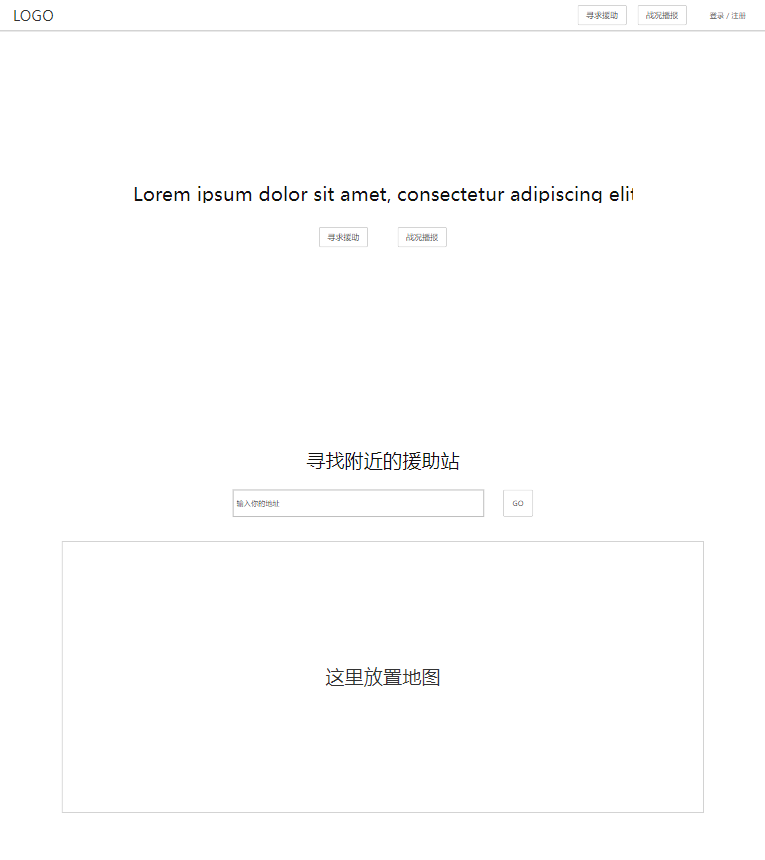 LOGO
寻求援助 战况播报 登录 / 注册
Lorem ipsum dolor sit amet, consectetur adipiscing elit
寻求援助 战况播报
寻找附近的援助站
输入你的地址 GO
这里放置地图